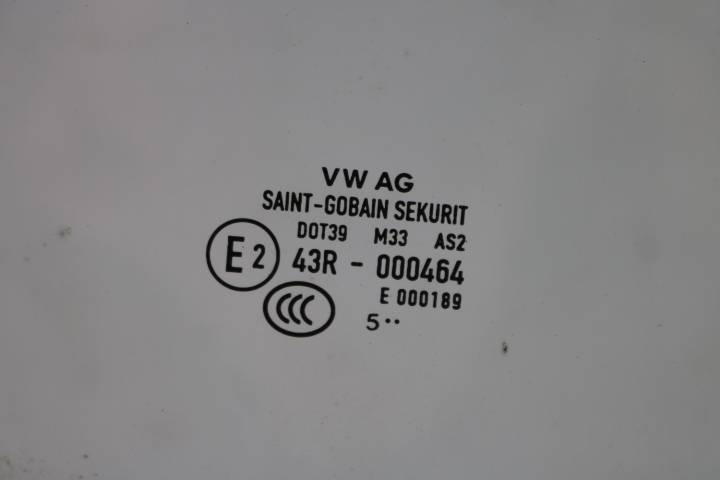 VW AG
SAINT-GOBAIN SEKURIT
DOT39 M33 AS2
E2 43R - 000464
E 000189
CCC 5··